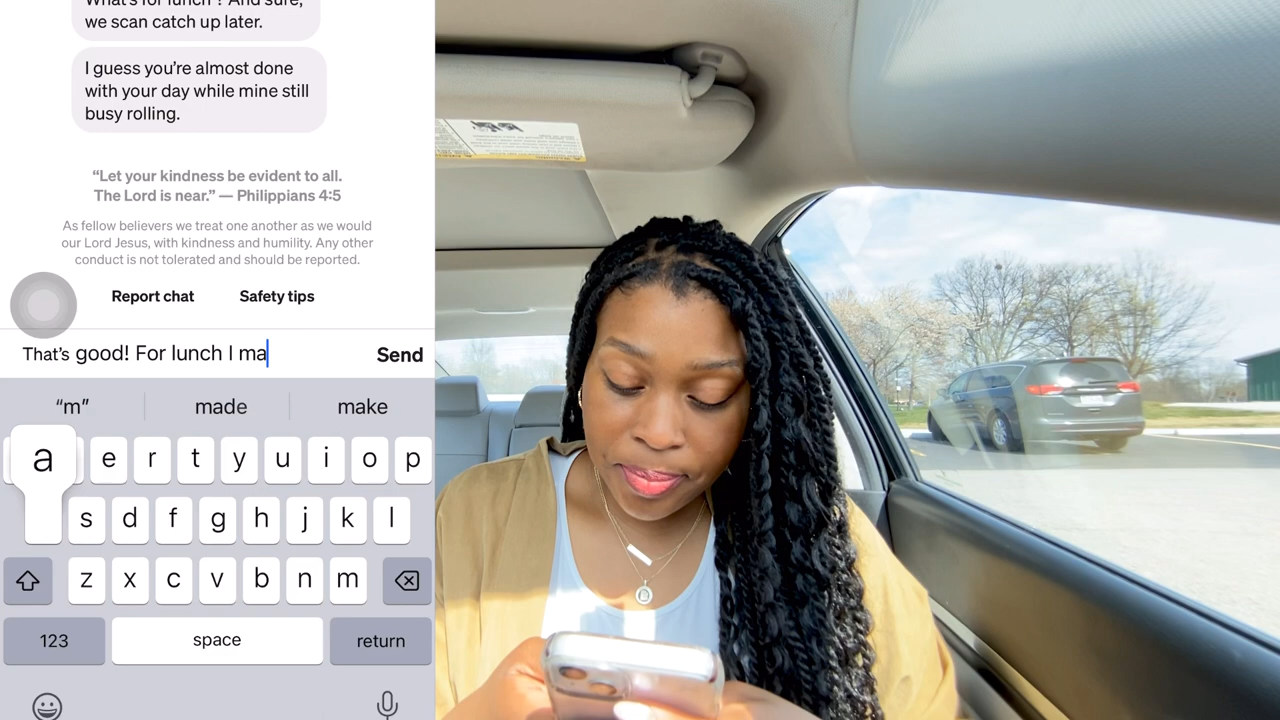 What's for lunch ? And sure,
we scan catch up later.
I guess you're almost done
with your day while mine still
busy rolling.
“Let your kindness be evident to all.
The Lord is near.” — Philippians 4:5
As fellow believers we treat one another as we would
our Lord Jesus, with kindness and humility. Any other
conduct is not tolerated and should be reported.
Report chat Safety tips
That's good! For lunch I ma Send
“m” made make
a e r t y u i o p
s d f g h j k l
z x c v b n m
123 space return